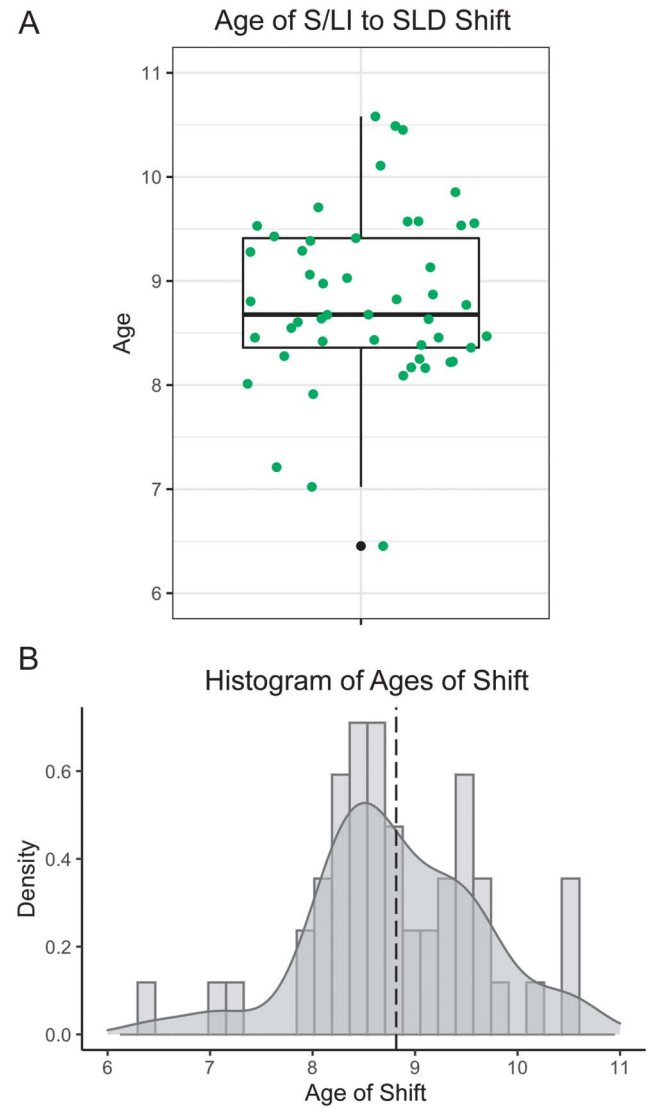 A
Age of S/LI to SLD Shift
11
10
9
8
7
6
Age
B
Histogram of Ages of Shift
0.6
0.4
0.2
0.0
Density
6 7 8 9 10 11
Age of Shift